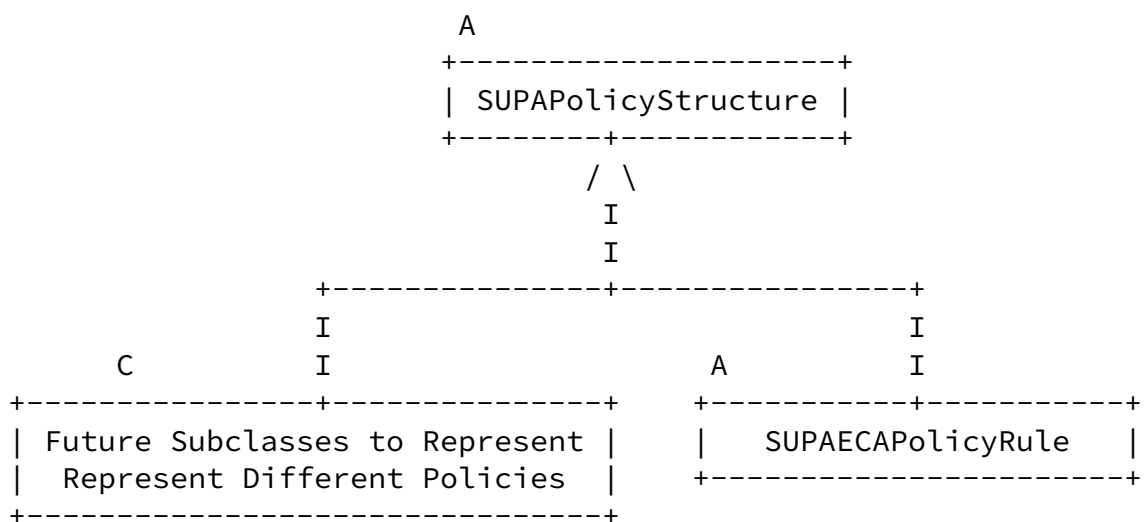 A
SUPAPolicyStructure
I
I
I I
C I A I
Future Subclasses to Represent SUPAECAPolicyRule
Represent Different Policies